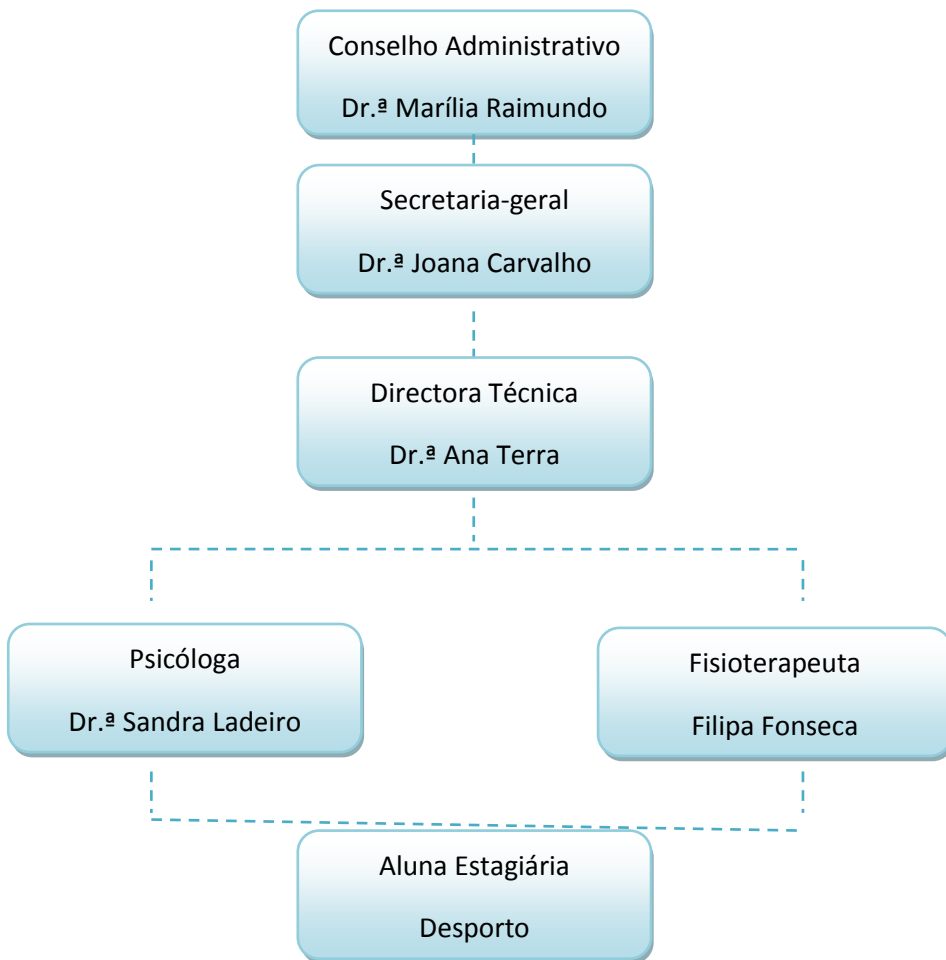 Conselho Administrativo
Dr.ª Marília Raimundo
Secretaria-geral
Dr.ª Joana Carvalho
Directora Técnica
Dr.ª Ana Terra
Psicóloga
Dr.ª Sandra Ladeiro
Fisioterapeuta
Filipa Fonseca
Aluna Estagiária
Desporto